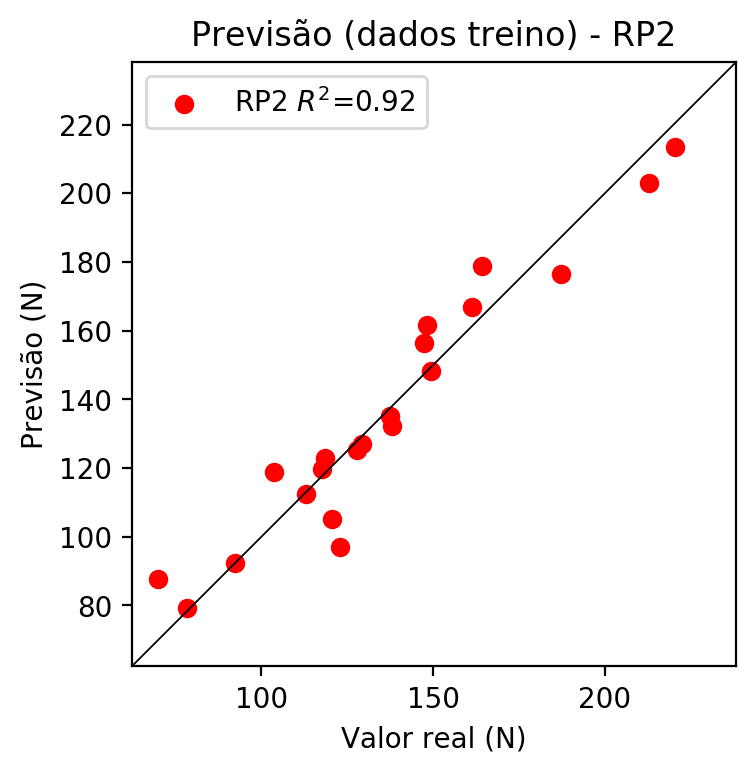 Previsão (dados treino) - RP2
RP2 R²=0.92
220
200
180
160
140
120
100
80
Previsão (N)
100 150 200
Valor real (N)